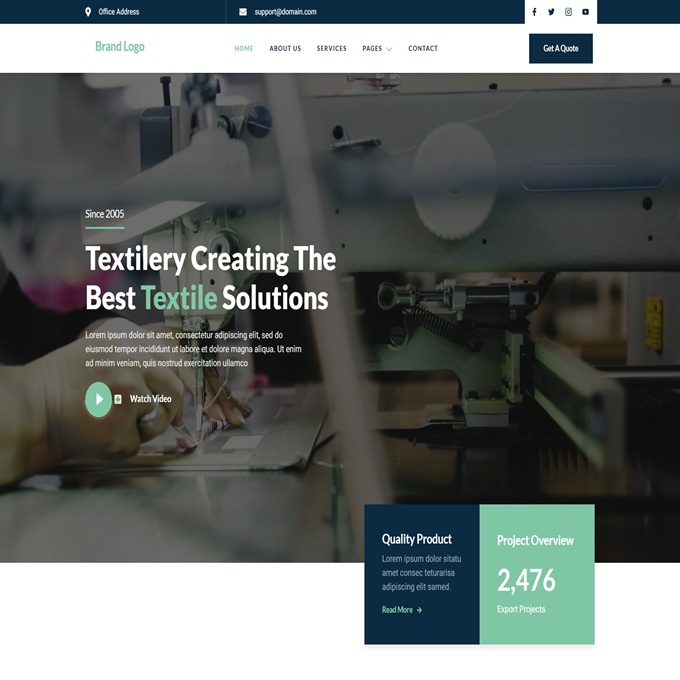 Office Address
support@domain.com
Brand Logo
HOME ABOUT US SERVICES PAGES CONTACT
Get A Quote
Since 2005
Textilery Creating The
Best Textile Solutions
Lorem ipsum dolor sit amet, consectetur adipiscing elit, sed do
eiusmod tempor incididunt ut labore et dolore magna aliqua. Ut enim
ad minim veniam, quis nostrud exercitation ullamco
Watch Video
Quality Product
Lorem ipsum dolor sitatu
amet consec teturarisa
adipiscing elit samed.
Read More
Project Overview
2,476
Export Projects